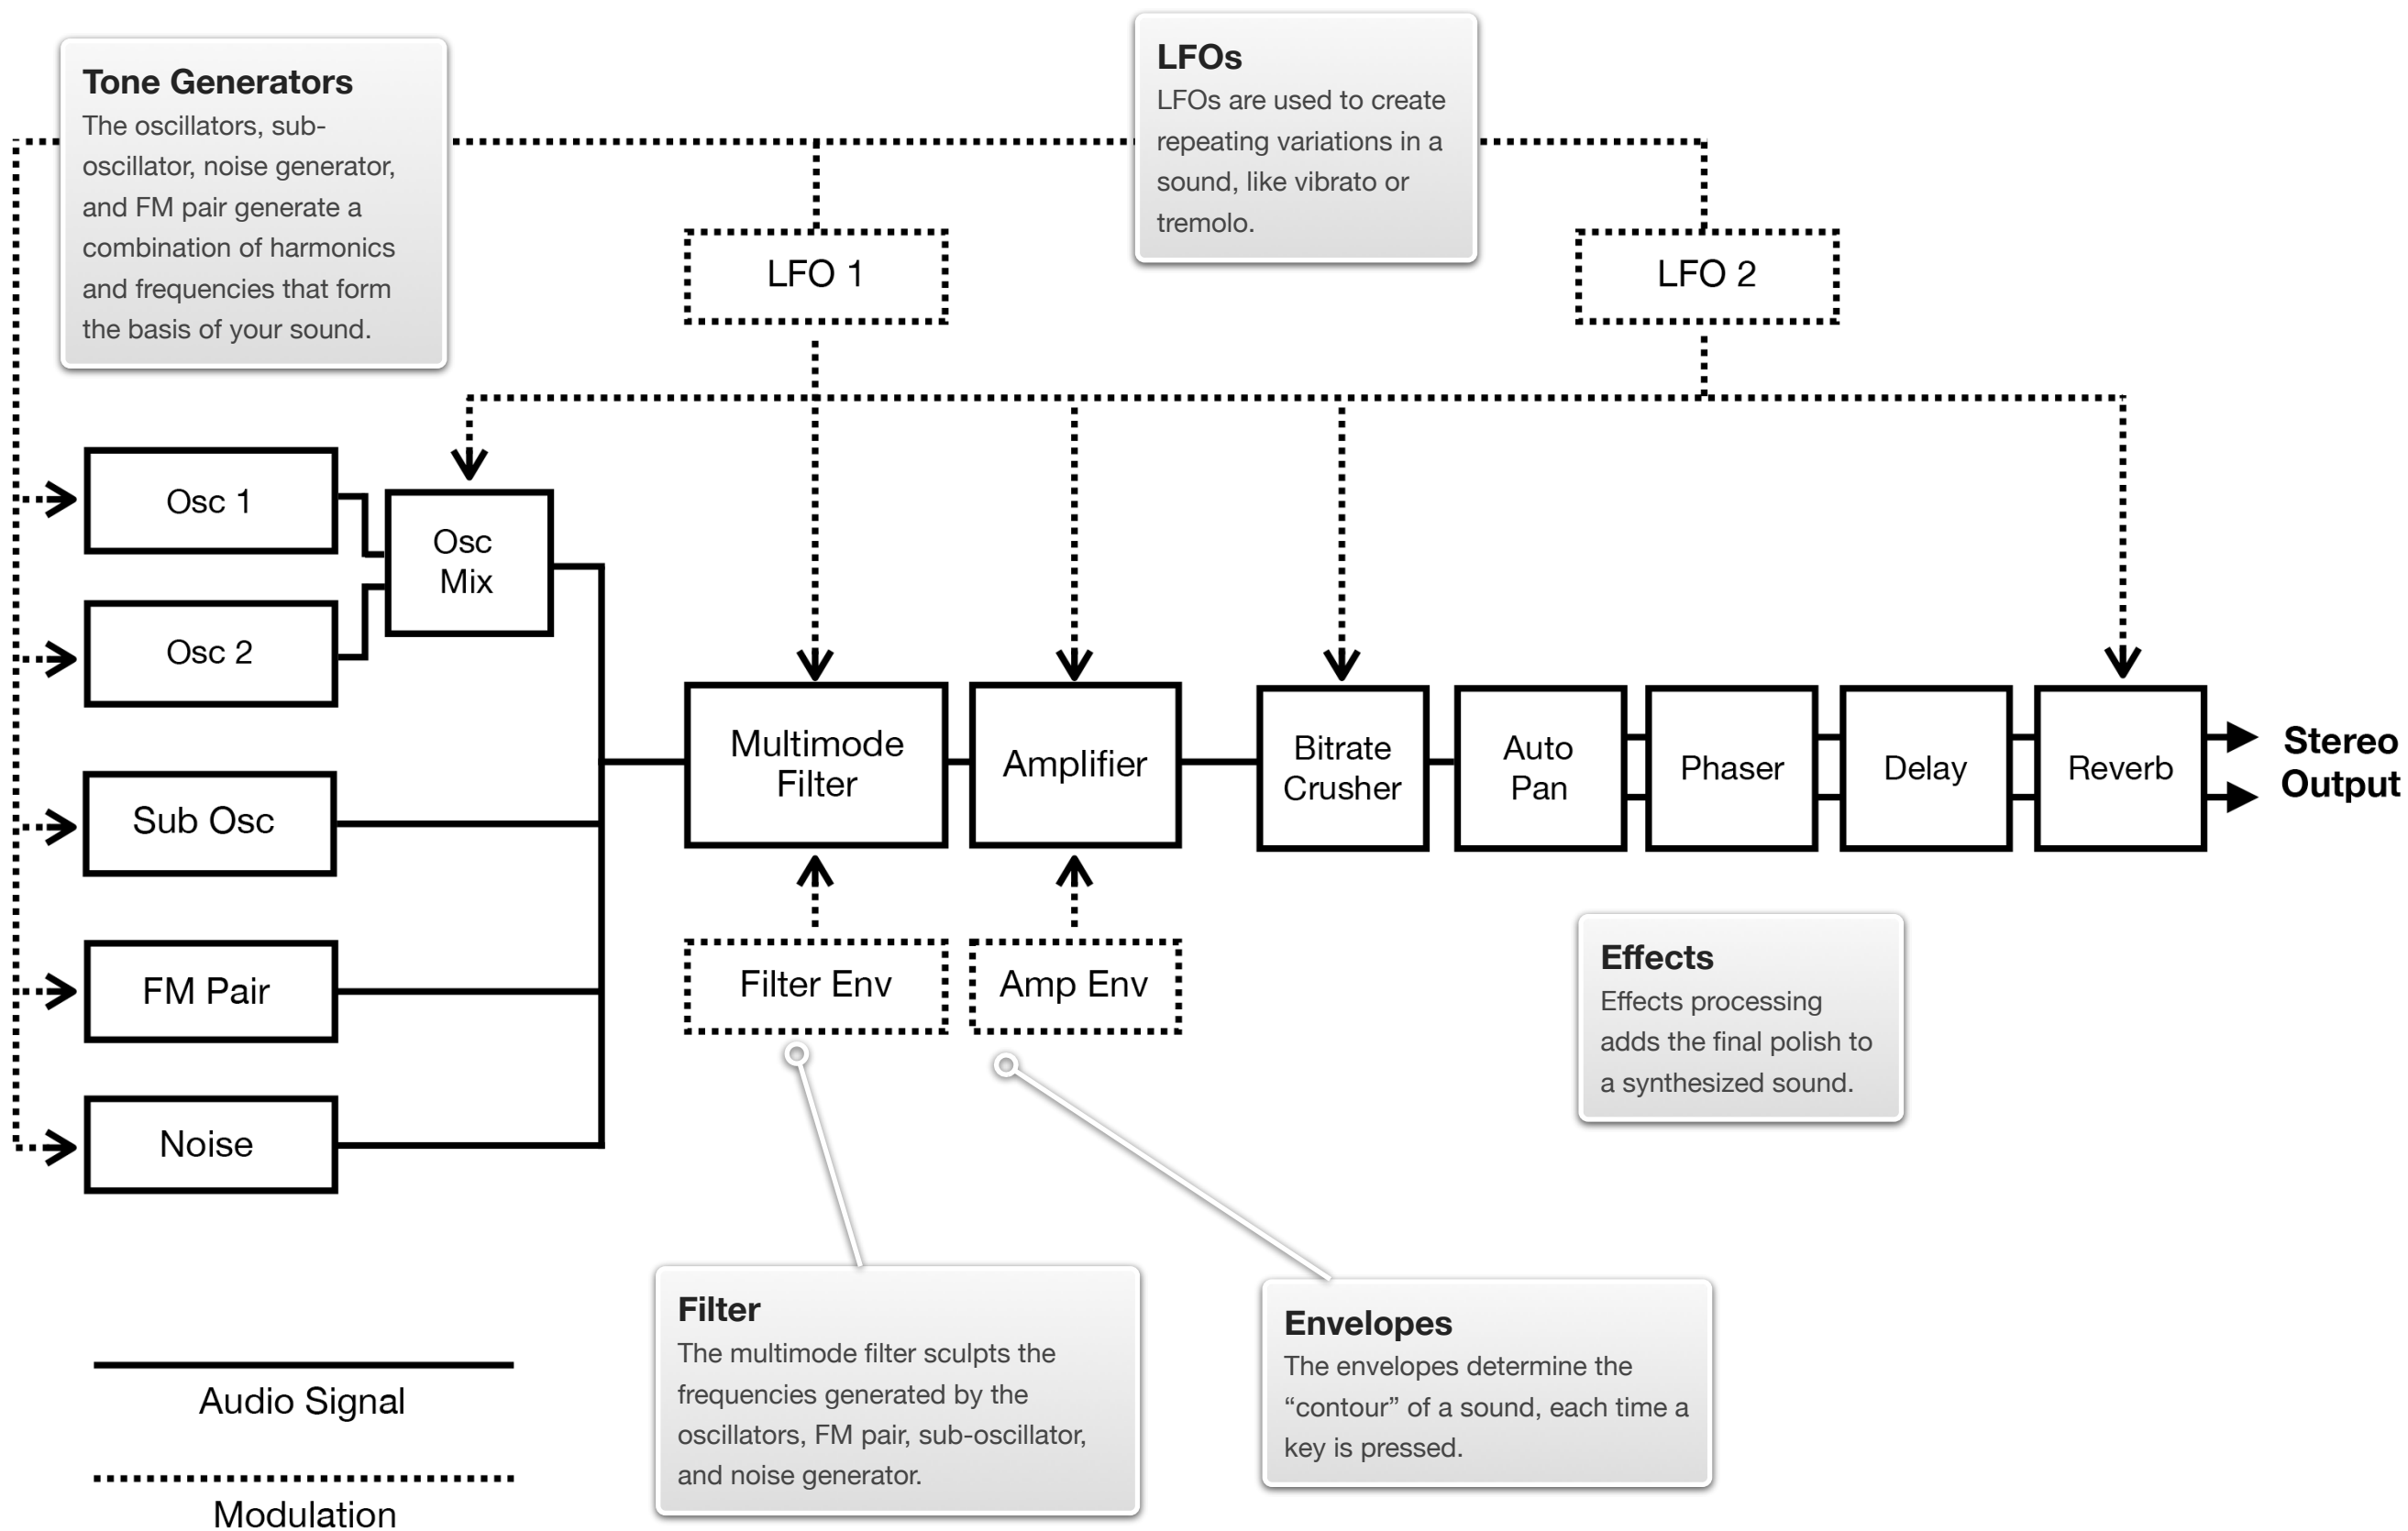 Tone Generators
The oscillators, sub-
oscillator, noise generator,
and FM pair generate a
combination of harmonics
and frequencies that form
the basis of your sound.
LFOs
LFOs are used to create
repeating variations in a
sound, like vibrato or
tremolo.
LFO 1
LFO 2
Osc 1
Osc
Mix
Osc 2
Sub Osc
FM Pair
Noise
Multimode
Filter
Amplifier
Bitrate
Crusher
Auto
Pan
Phaser
Delay
Reverb
Stereo
Output
Filter Env
Amp Env
Effects
Effects processing
adds the final polish to
a synthesized sound.
Filter
The multimode filter sculpts the
frequencies generated by the
oscillators, FM pair, sub-oscillator,
and noise generator.
Envelopes
The envelopes determine the
“contour” of a sound, each time a
key is pressed.
Audio Signal
Modulation